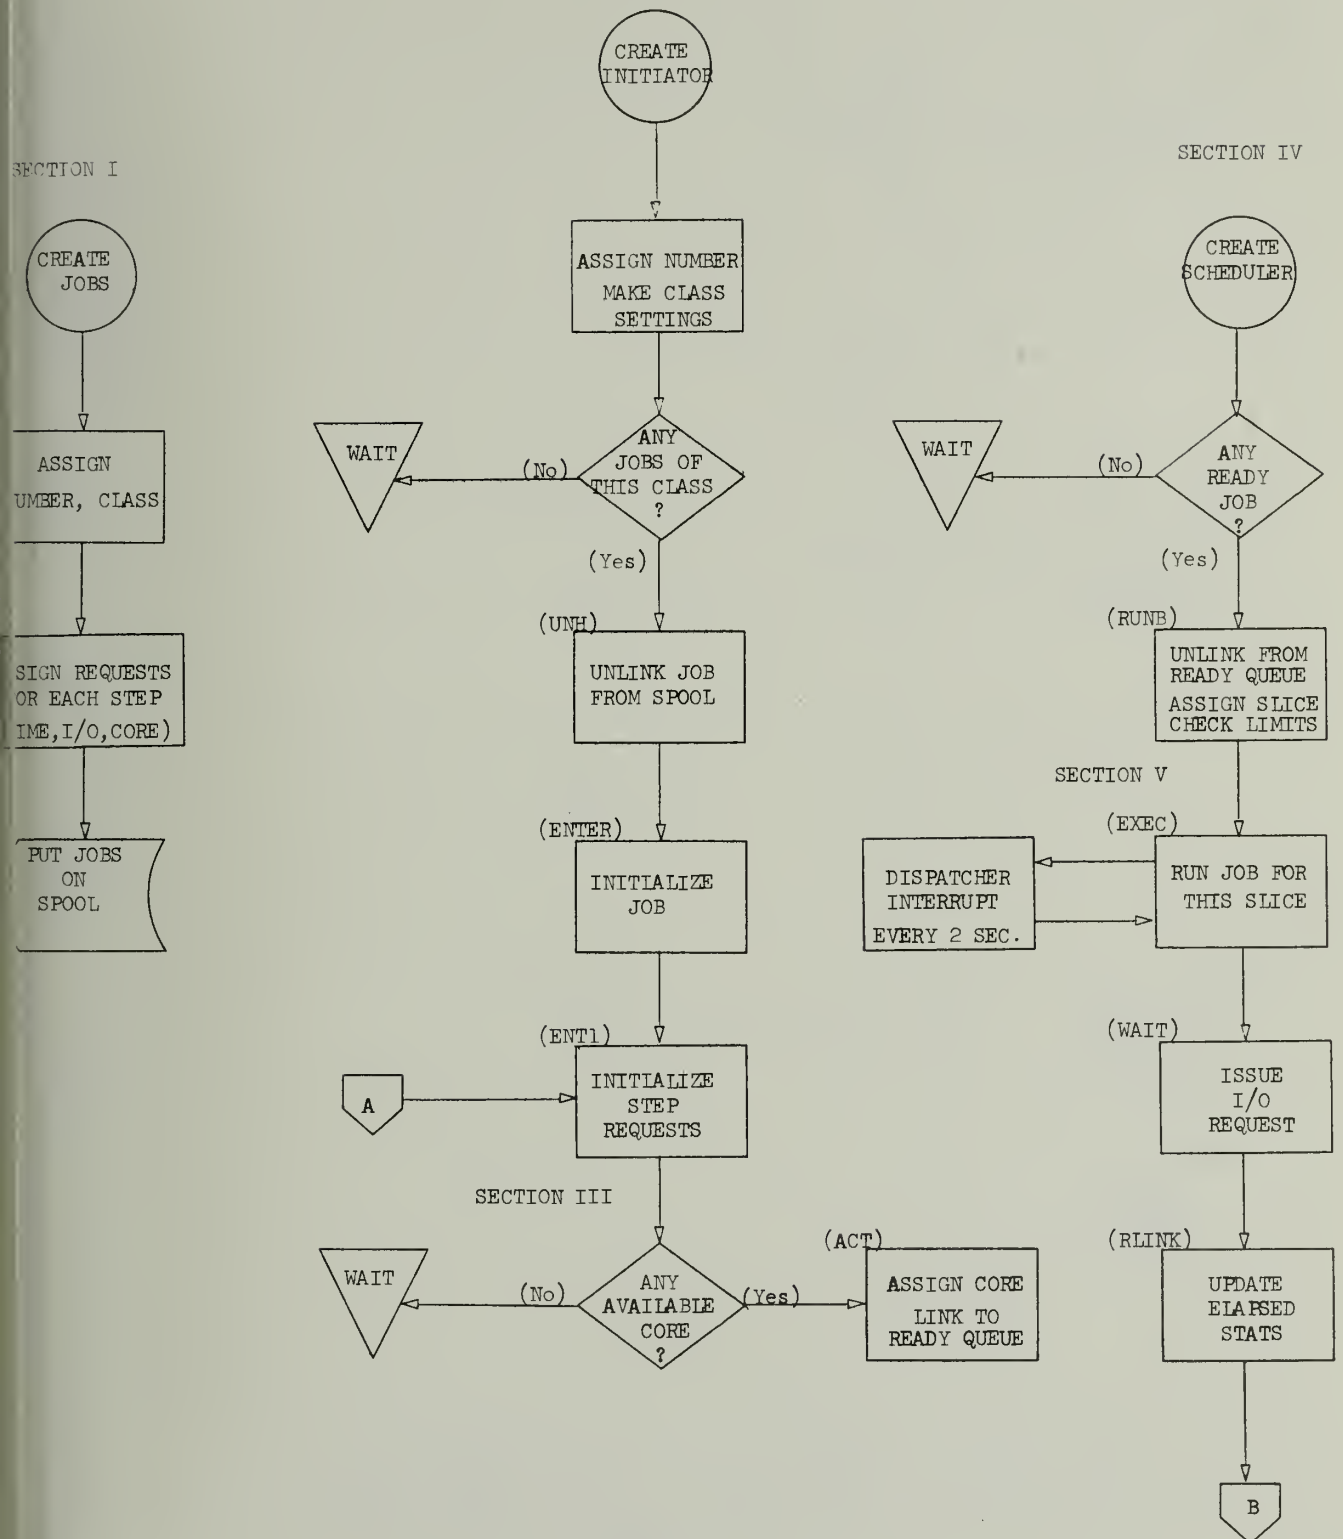 SECTION I
CREATE
JOBS
ASSIGN
UMBER, CLASS
SIGN REQUESTS
OR EACH STEP
IME,I/O,CORE)
PUT JOBS
ON
SPOOL
CREATE
INITIATOR
ASSIGN NUMBER
MAKE CLASS
SETTINGS
ANY
JOBS OF
THIS CLASS
?
(No)
WAIT
(Yes)
(UNH)
UNLINK JOB
FROM SPOOL
(ENTER)
INITIALIZE
JOB
(ENT1)
INITIALIZE
STEP
REQUESTS
A
SECTION III
ANY
AVAILABLE
CORE
?
(No)
WAIT
(Yes)
(ACT)
ASSIGN CORE
LINK TO
READY QUEUE
SECTION IV
CREATE
SCHEDULER
ANY
READY
JOB
?
(No)
WAIT
(Yes)
(RUNB)
UNLINK FROM
READY QUEUE
ASSIGN SLICE
CHECK LIMITS
SECTION V
(EXEC)
RUN JOB FOR
THIS SLICE
DISPATCHER
INTERRUPT
EVERY 2 SEC.
(WAIT)
ISSUE
I/O
REQUEST
(RLINK)
UPDATE
ELAPSED
STATS
B